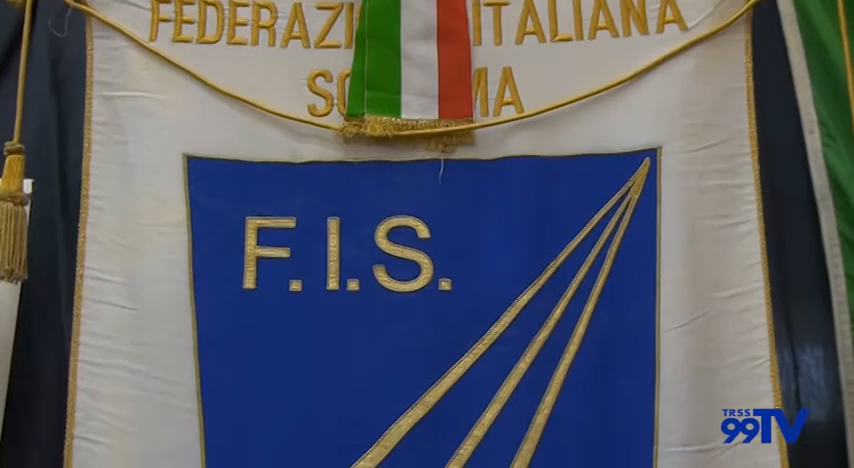 FEDERAZI ITALIANA
SC MA
F.I.S.
TRSS
99TV